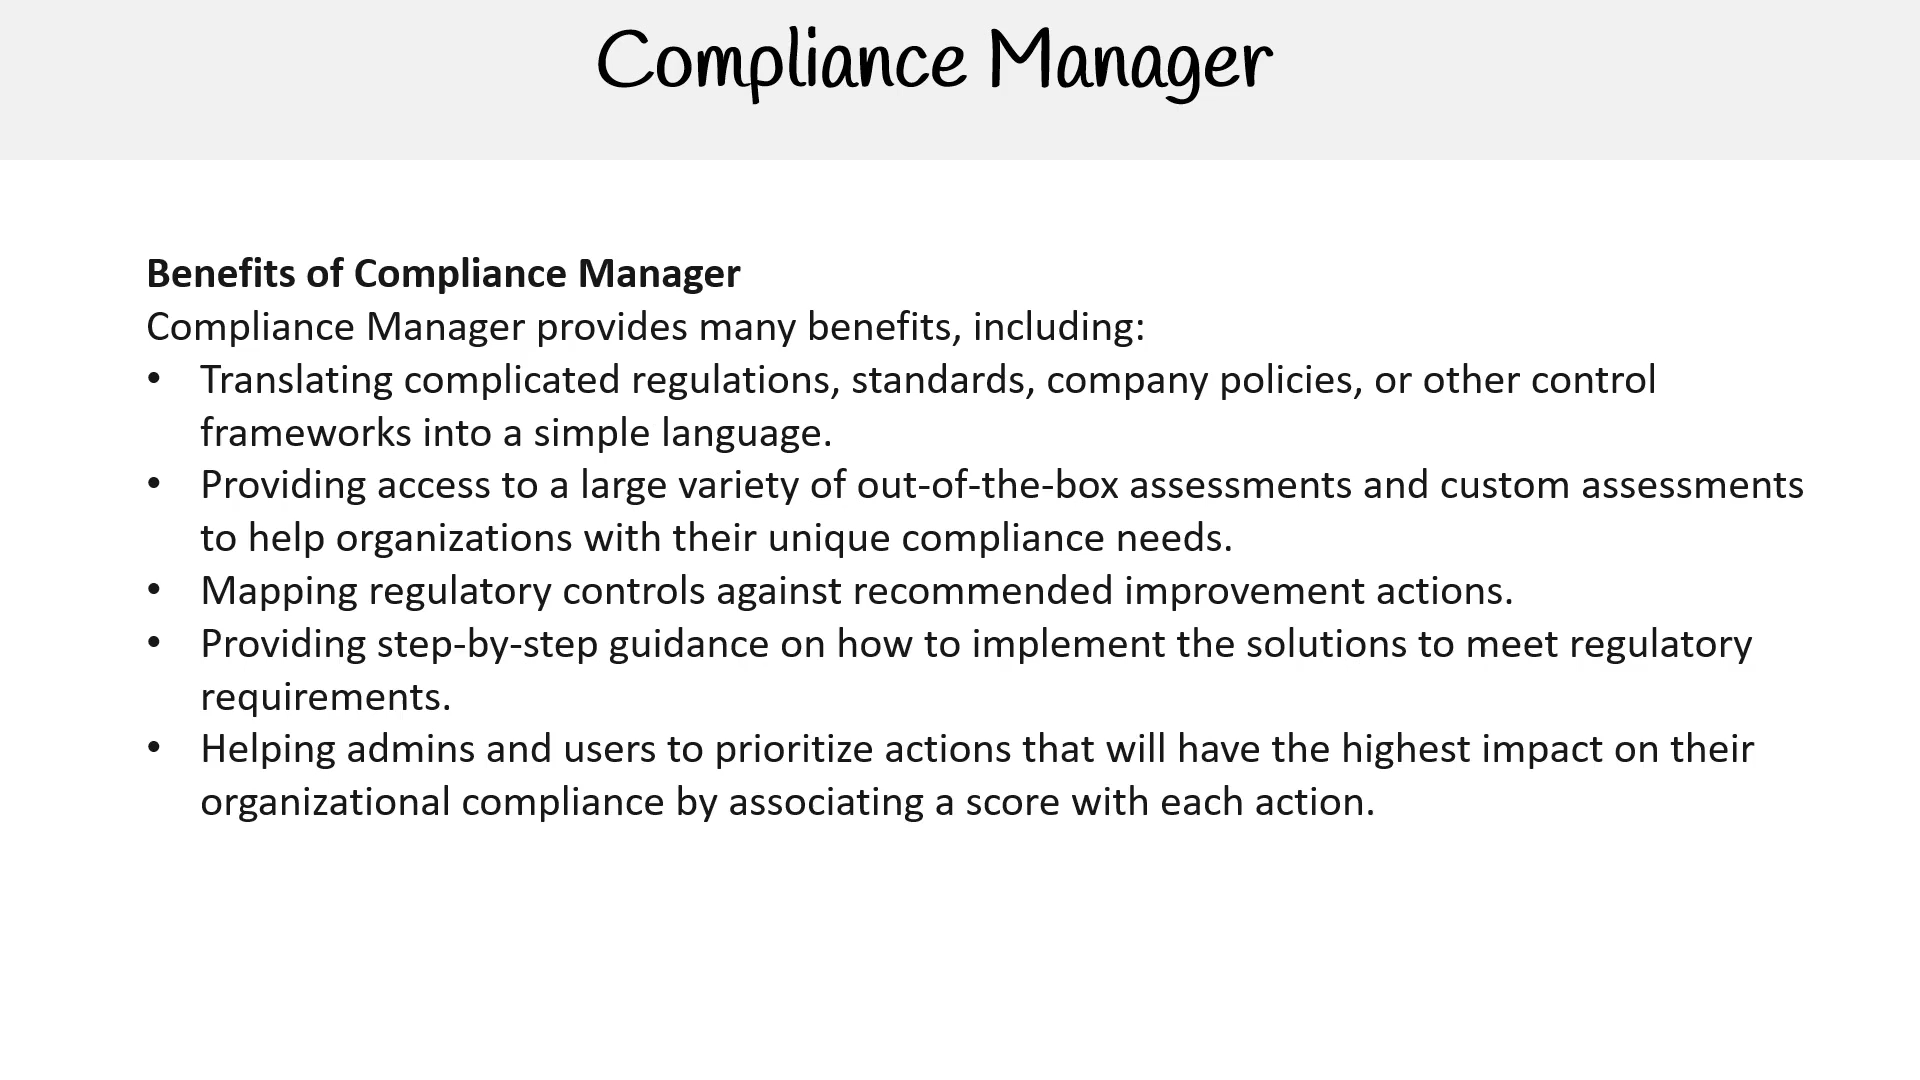 Compliance Manager
Benefits of Compliance Manager
Compliance Manager provides many benefits, including:
• Translating complicated regulations, standards, company policies, or other control
frameworks into a simple language.
• Providing access to a large variety of out-of-the-box assessments and custom assessments
to help organizations with their unique compliance needs.
• Mapping regulatory controls against recommended improvement actions.
• Providing step-by-step guidance on how to implement the solutions to meet regulatory
requirements.
• Helping admins and users to prioritize actions that will have the highest impact on their
organizational compliance by associating a score with each action.